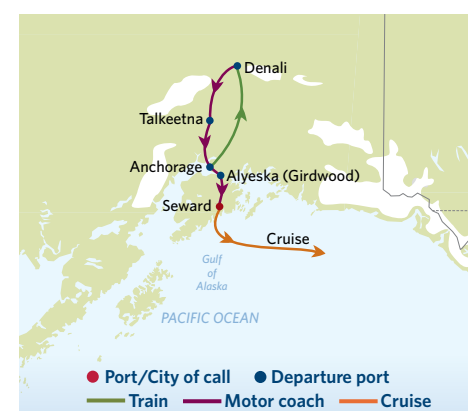 Denali
Talkeetna
Anchorage
Alyeska (Girdwood)
Seward
Cruise
Gulf
of
Alaska
PACIFIC OCEAN
Port/City of call
Departure port
Train
Motor coach
Cruise